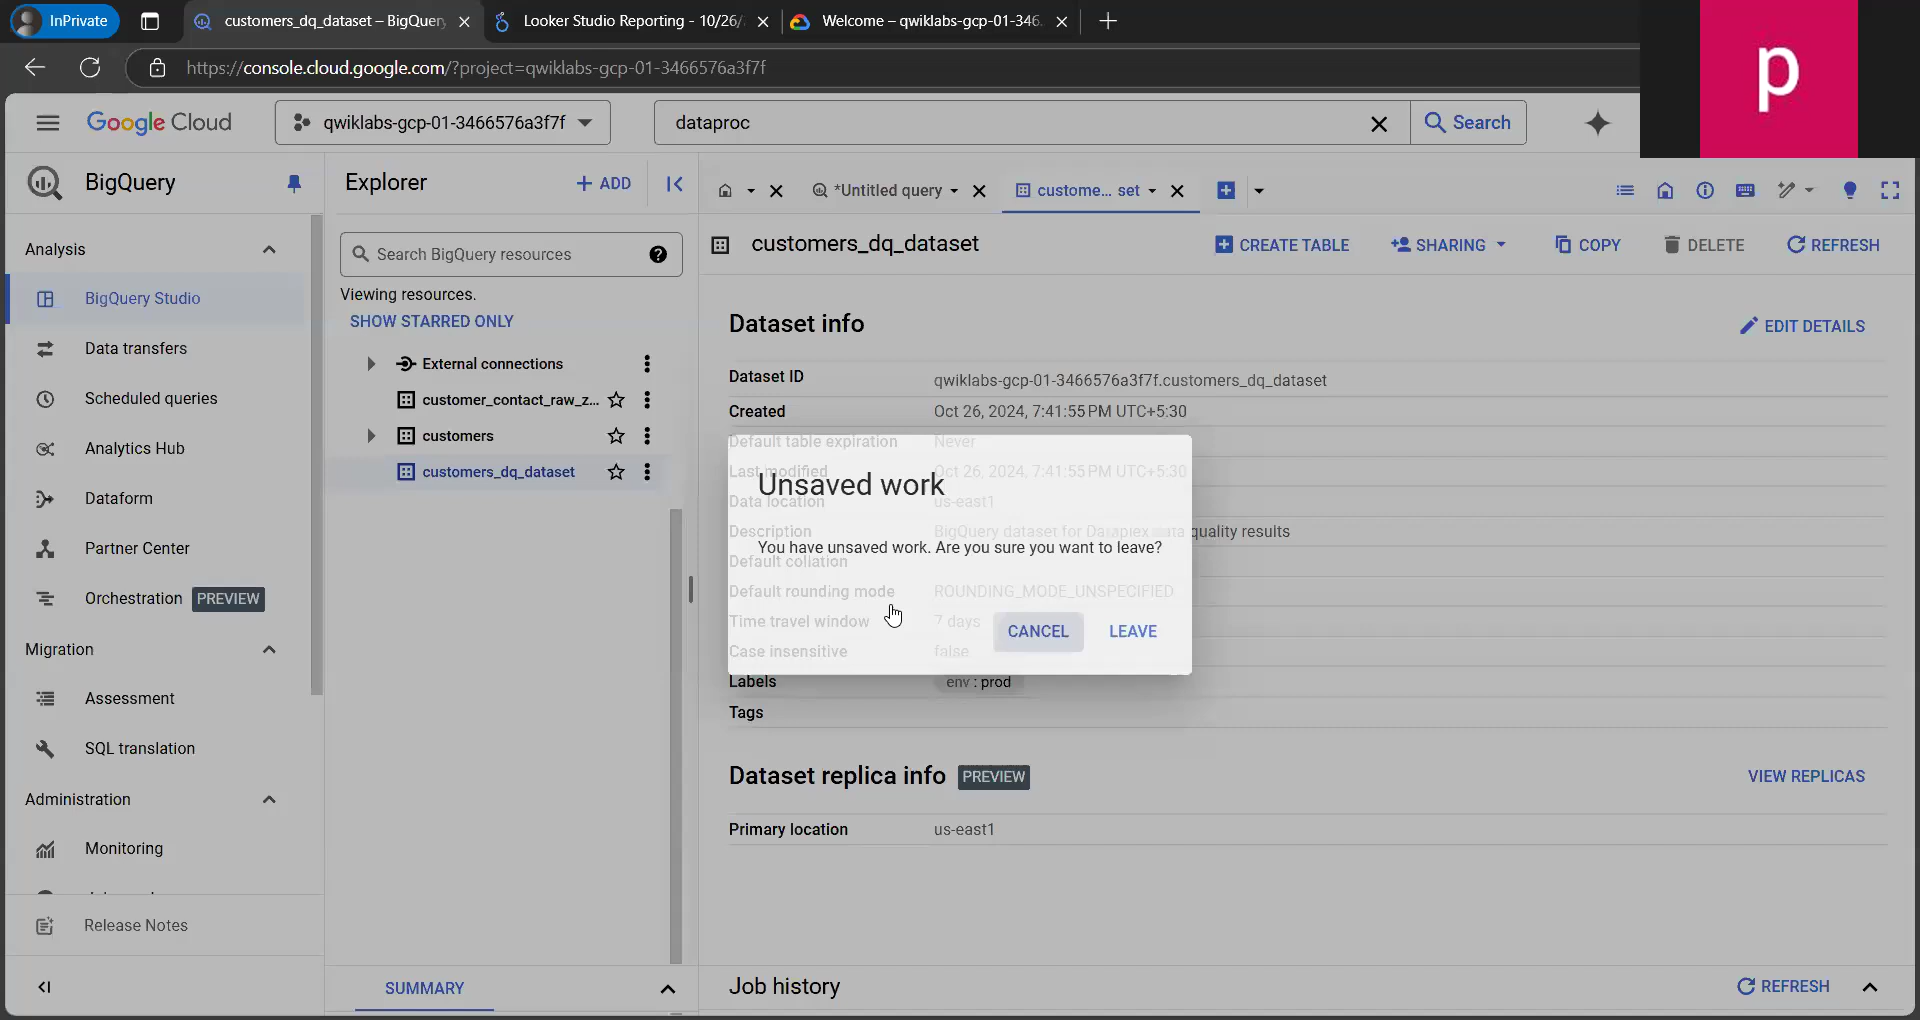 InPrivate
customers_dq_dataset – BigQuery
Looker Studio Reporting - 10/26/
Welcome – qwiklabs-gcp-01-346
https://console.cloud.google.com/?project=qwiklabs-gcp-01-3466576a3f7f
p
Google Cloud
qwiklabs-gcp-01-3466576a3f7f
dataproc
Search
BigQuery
Analysis
BigQuery Studio
Data transfers
Scheduled queries
Analytics Hub
Dataform
Partner Center
Orchestration PREVIEW
Migration
Assessment
SQL translation
Administration
Monitoring
Release Notes
Explorer
+ ADD
Search BigQuery resources
Viewing resources.
SHOW STARRED ONLY
External connections
customer_contact_raw_z...
customers
customers_dq_dataset
SUMMARY
*Untitled query
custome... set
customers_dq_dataset
CREATE TABLE
SHARING
COPY
DELETE
REFRESH
Dataset info
EDIT DETAILS
Dataset ID qwiklabs-gcp-01-3466576a3f7f.customers_dq_dataset
Created Oct 26, 2024, 7:41:55 PM UTC+5:30
Default table expiration Never
Last modified Oct 26, 2024, 7:41:55 PM UTC+5:30
Data location us-east1
Description BigQuery dataset for Dataplex data quality results
Default collation
Default rounding mode ROUNDING_MODE_UNSPECIFIED
Time travel window 7 days
Case insensitive false
Labels env : prod
Tags
Unsaved work
You have unsaved work. Are you sure you want to leave?
CANCEL
LEAVE
Dataset replica info PREVIEW
VIEW REPLICAS
Primary location us-east1
Job history
REFRESH